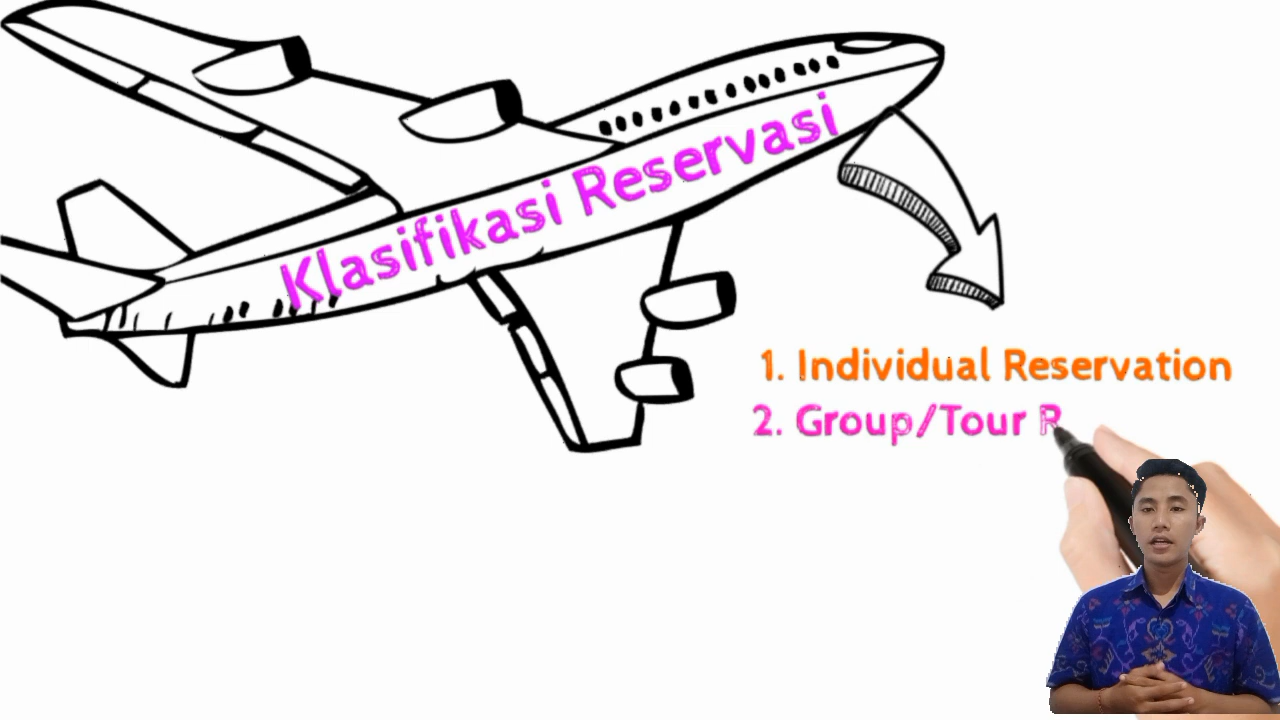 Klasifikasi Reservasi
1. Individual Reservation
2. Group/Tour R